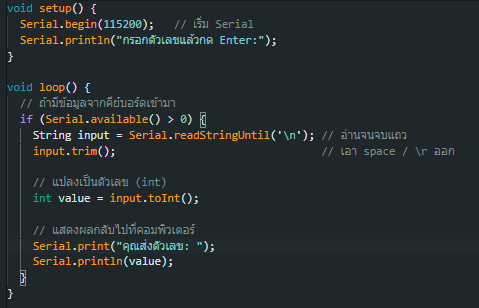 void setup() {
  Serial.begin(115200);   // เริ่ม Serial
  Serial.println("กรอกตัวเลขแล้วกด Enter:");
}

void loop() {
  // ถ้ามีข้อมูลจากคีย์บอร์ดเข้ามา
  if (Serial.available() > 0) {
    String input = Serial.readStringUntil('\n'); // อ่านจนจบแถว
    input.trim();                                // เอา space / \r ออก

    // แปลงเป็นตัวเลข (int)
    int value = input.toInt();

    // แสดงผลกลับไปที่คอมพิวเตอร์
    Serial.print("คุณส่งตัวเลข: ");
    Serial.println(value);
  }
}